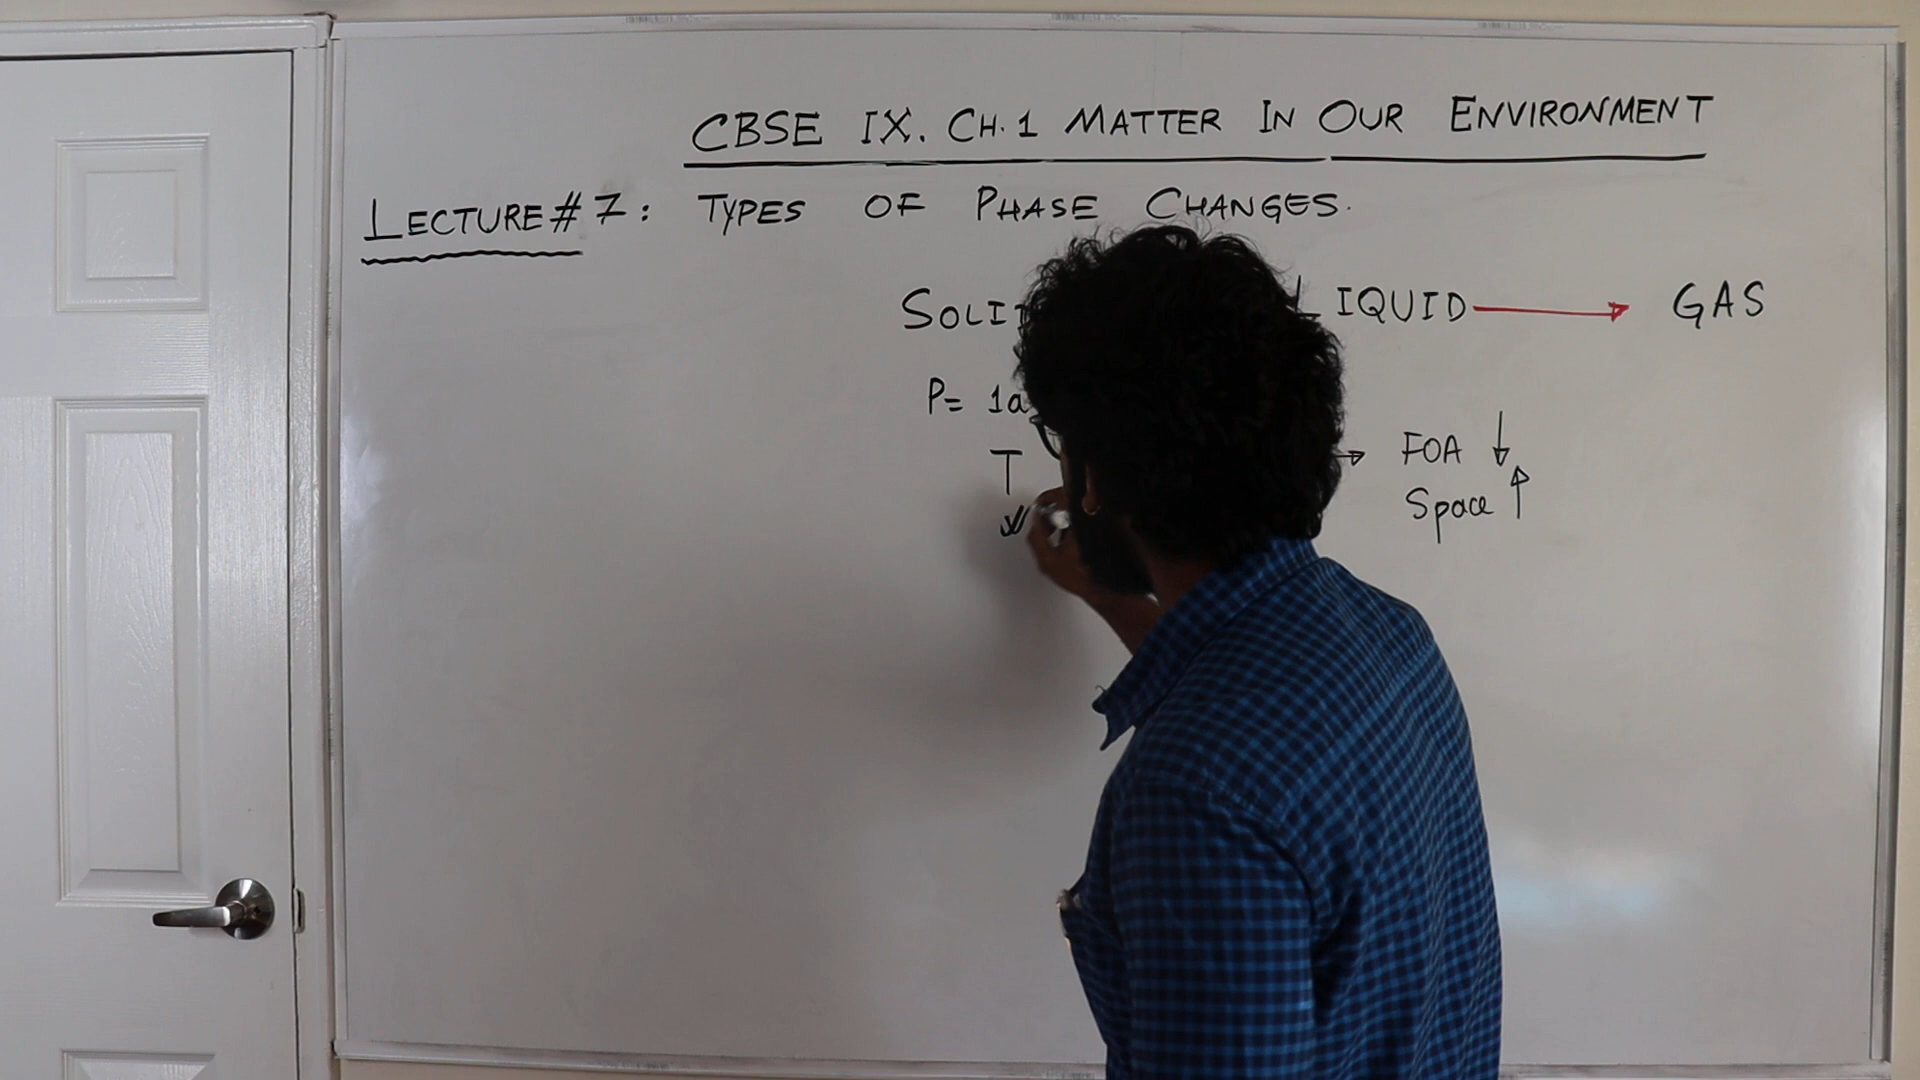 CBSE IX. CH. 1 MATTER IN OUR ENVIRONMENT
LECTURE # 7: TYPES OF PHASE CHANGES.
SOLI LIQUID → GAS
P= 1a
T → FOA ↓
Space ↑